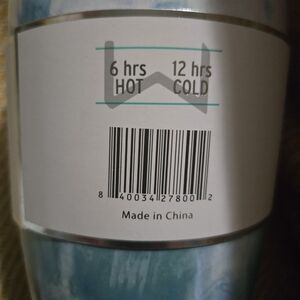 6 hrs 12 hrs
HOT COLD
8 40034 27800 2
Made in China